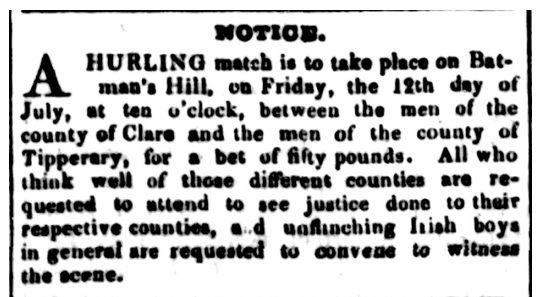 NOTICE.
A HURLING match is to take place on Bat-
man's Hill, on Friday, the 12th day of
July, at ten o'clock, between the men of the
county of Clare and the men of the county of
Tipperary, for a bet of fifty pounds. All who
think well of those different counties are re-
quested to attend to see justice done to their
respective counties, a d unflinching Irish boys
in general are requested to convene to witness
the scene.